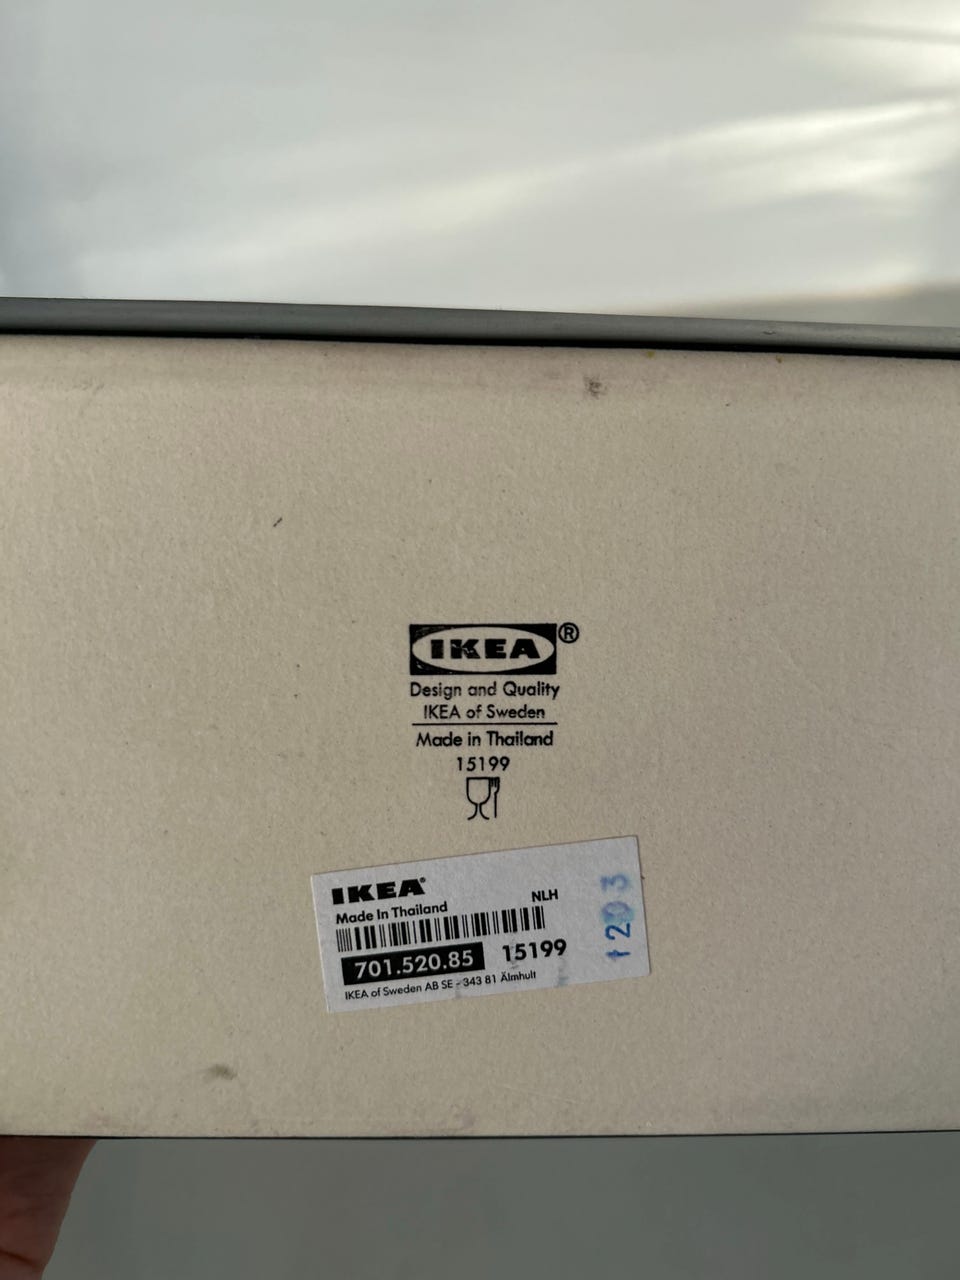 IKEA®
Design and Quality
IKEA of Sweden
Made in Thailand
15199
IKEA®
Made In Thailand NLH
701.520.85 15199
IKEA of Sweden AB SE - 343 81 Älmhult